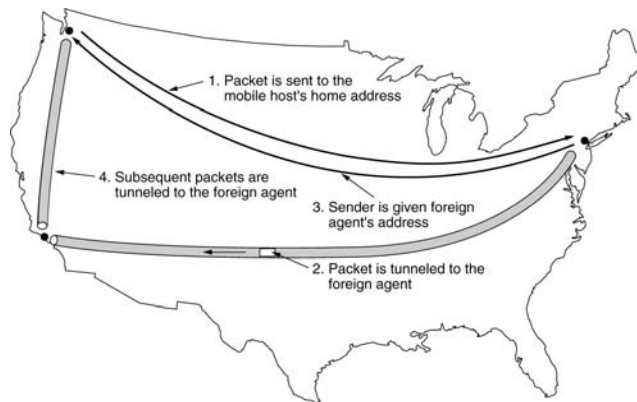 1. Packet is sent to the
mobile host's home address
4. Subsequent packets are
tunneled to the foreign agent
3. Sender is given foreign
agent's address
2. Packet is tunneled to the
foreign agent